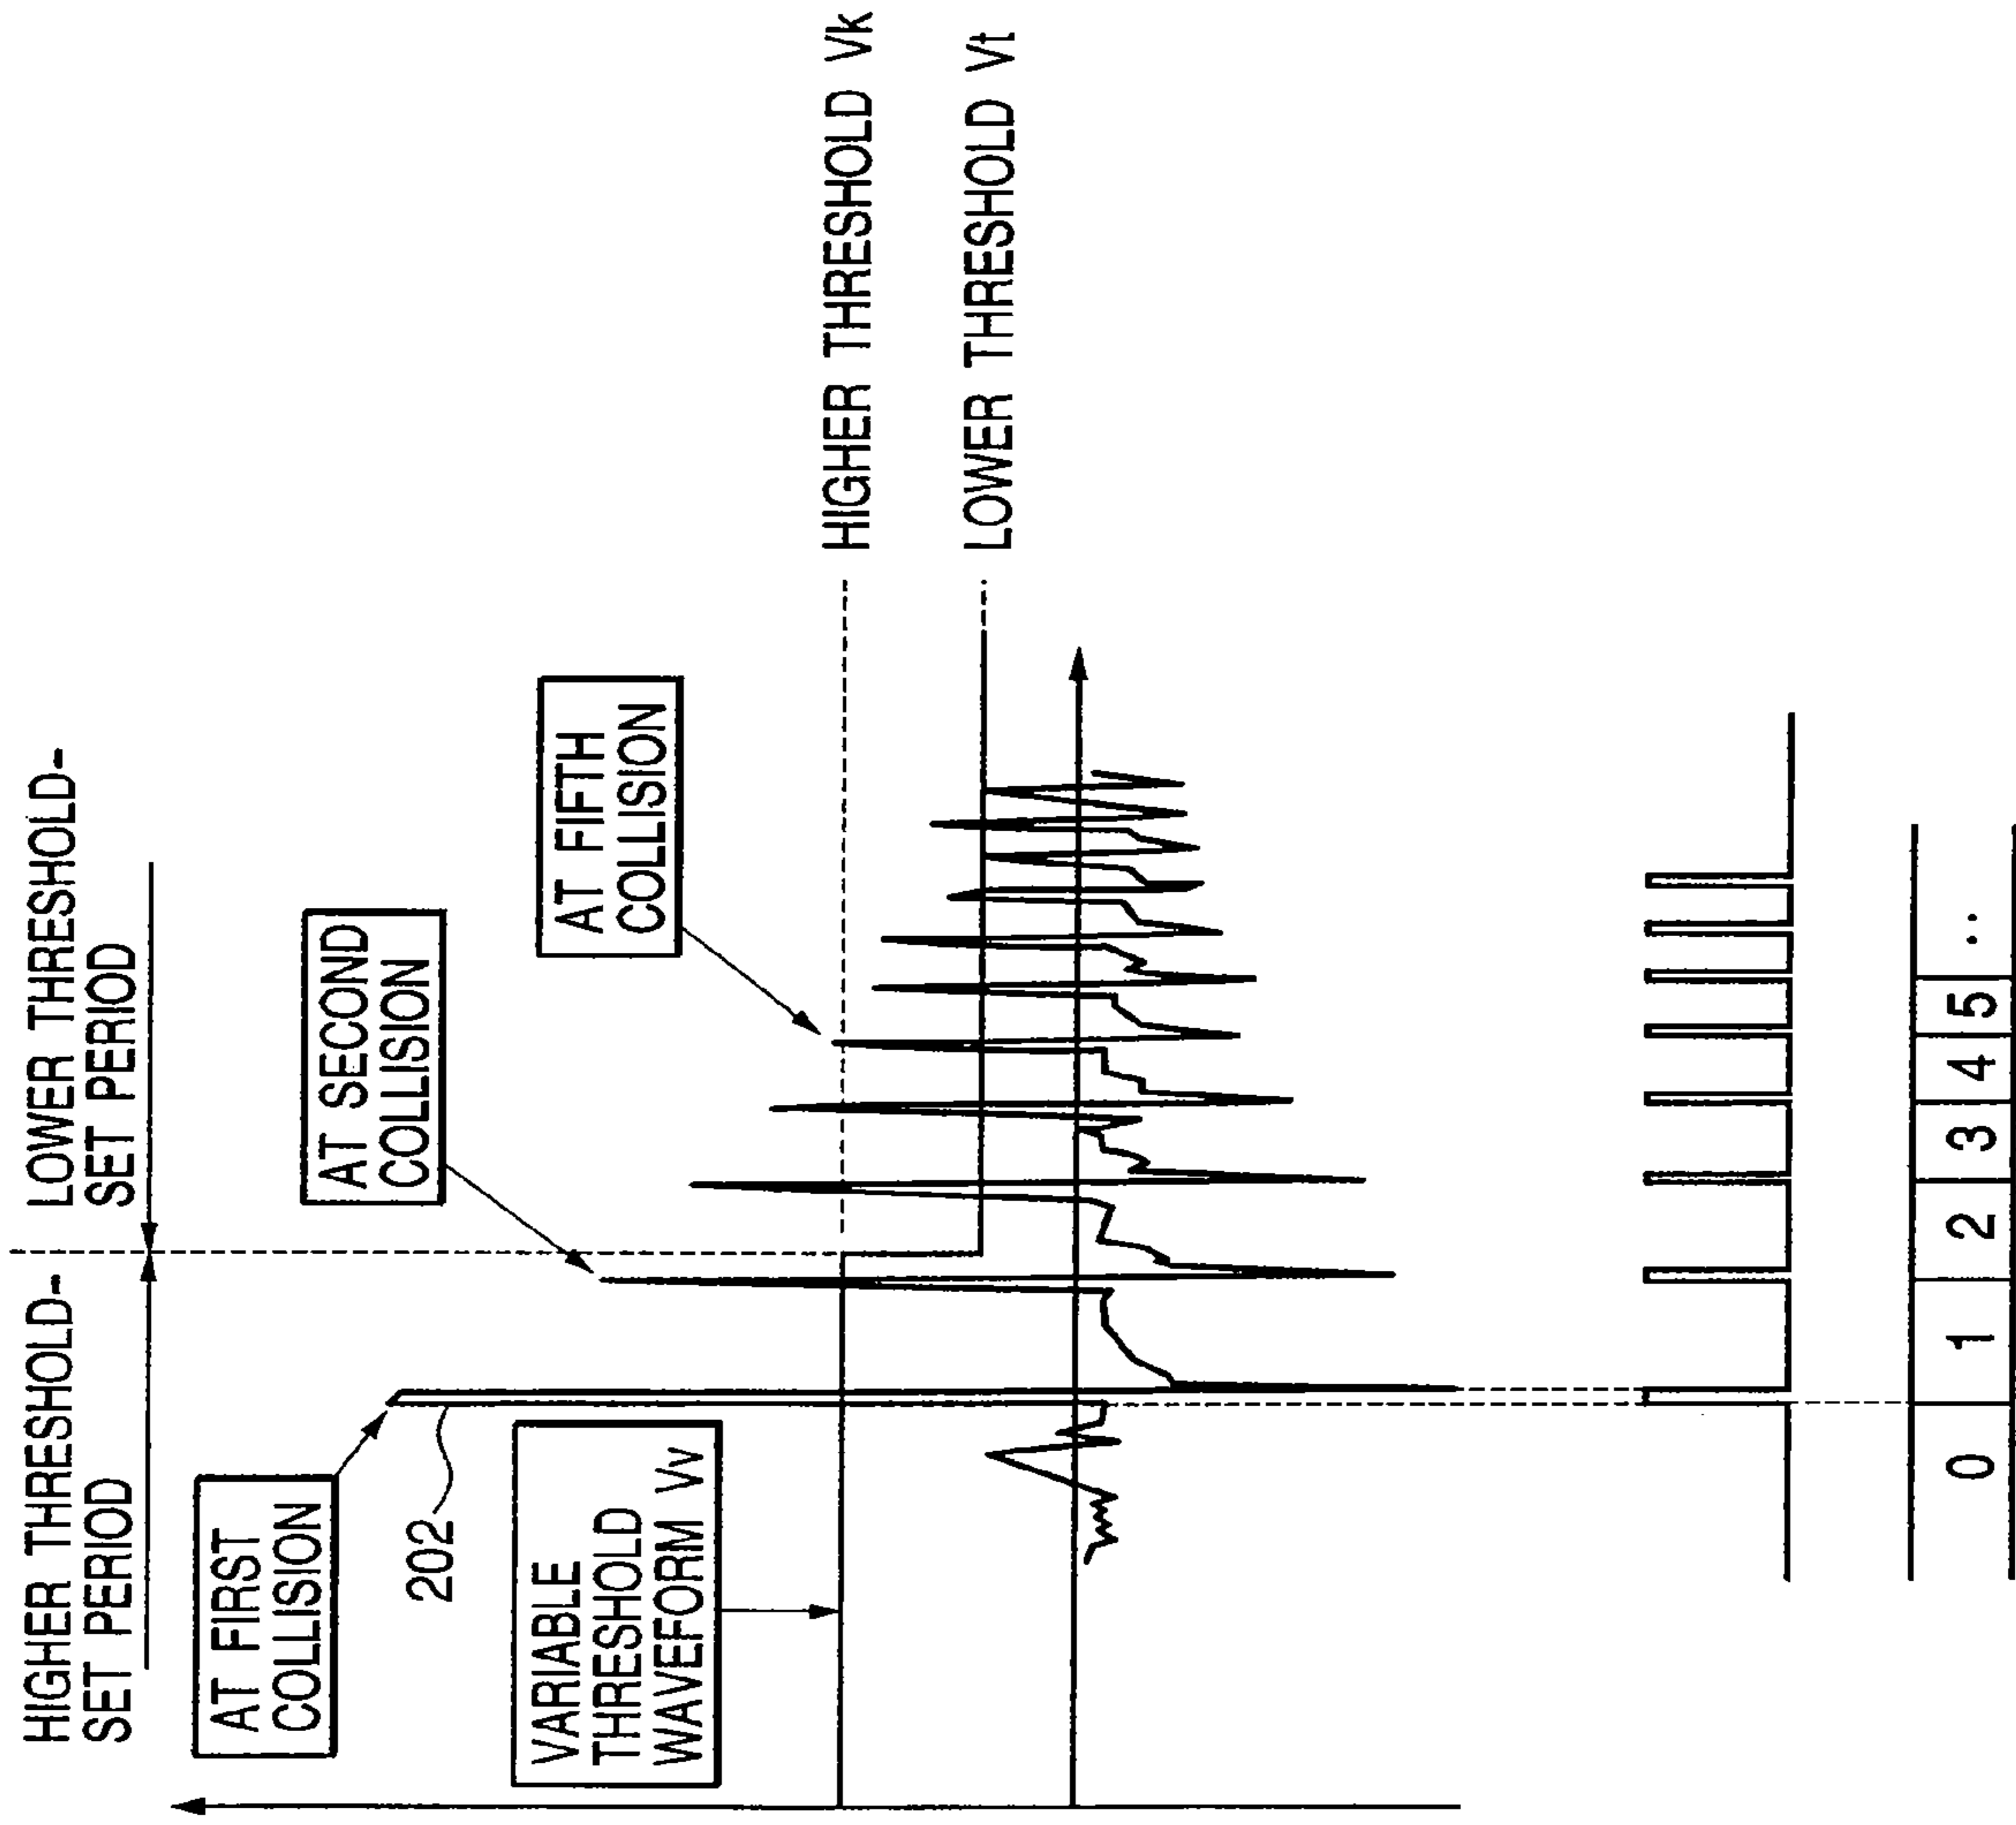 HIGHER THRESHOLD-
SET PERIOD
LOWER THRESHOLD-
SET PERIOD
AT FIRST
COLLISION
AT SECOND
COLLISION
202
AT FIFTH
COLLISION
VARIABLE
THRESHOLD
WAVEFORM Vv
HIGHER THRESHOLD Vk
LOWER THRESHOLD Vt
0 1 2 3 4 5 ..